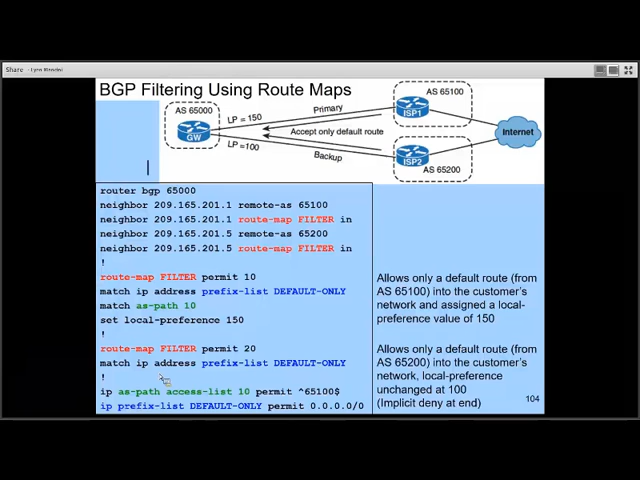 Share - Lynn
BGP Filtering Using Route Maps
AS 65100
AS 65000
LP = 150
Primary
ISP1
GW
Accept only default route
Internet
LP =100
Backup
ISP2
AS 65200
router bgp 65000
neighbor 209.165.201.1 remote-as 65100
neighbor 209.165.201.1 route-map FILTER in
neighbor 209.165.201.5 remote-as 65200
neighbor 209.165.201.5 route-map FILTER in
!
route-map FILTER permit 10
match ip address prefix-list DEFAULT-ONLY
match as-path 10
set local-preference 150
!
route-map FILTER permit 20
match ip address prefix-list DEFAULT-ONLY
!
ip as-path access-list 10 permit ^65100$
ip prefix-list DEFAULT-ONLY permit 0.0.0.0/0
Allows only a default route (from
AS 65100) into the customer's
network and assigned a local-
preference value of 150
Allows only a default route (from
AS 65200) into the customer's
network, local-preference
unchanged at 100
(Implicit deny at end)
104